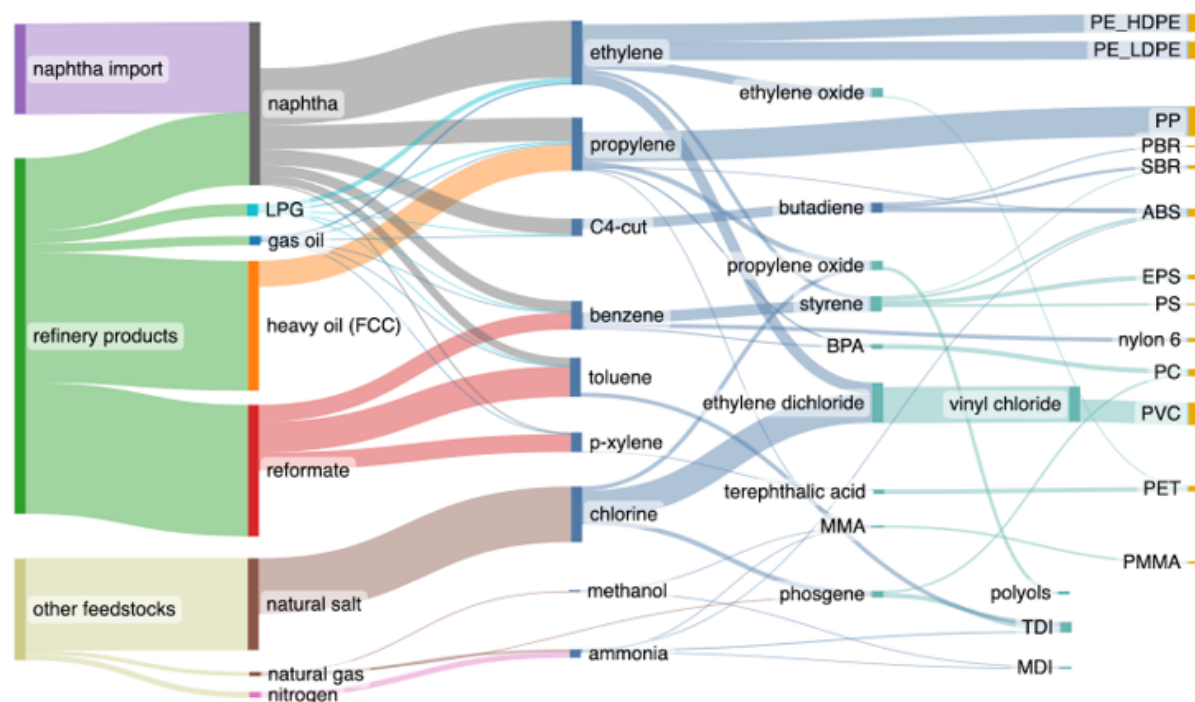 naphtha import
refinery products
other feedstocks
naphtha
LPG
gas oil
heavy oil (FCC)
reformate
natural salt
natural gas
nitrogen
ethylene
propylene
C4-cut
benzene
toluene
p-xylene
chlorine
methanol
ammonia
ethylene oxide
butadiene
propylene oxide
styrene
BPA
ethylene dichloride
terephthalic acid
MMA
phosgene
vinyl chloride
polyols
TDI
MDI
PE_HDPE
PE_LDPE
PP
PBR
SBR
ABS
EPS
PS
nylon 6
PC
PVC
PET
PMMA